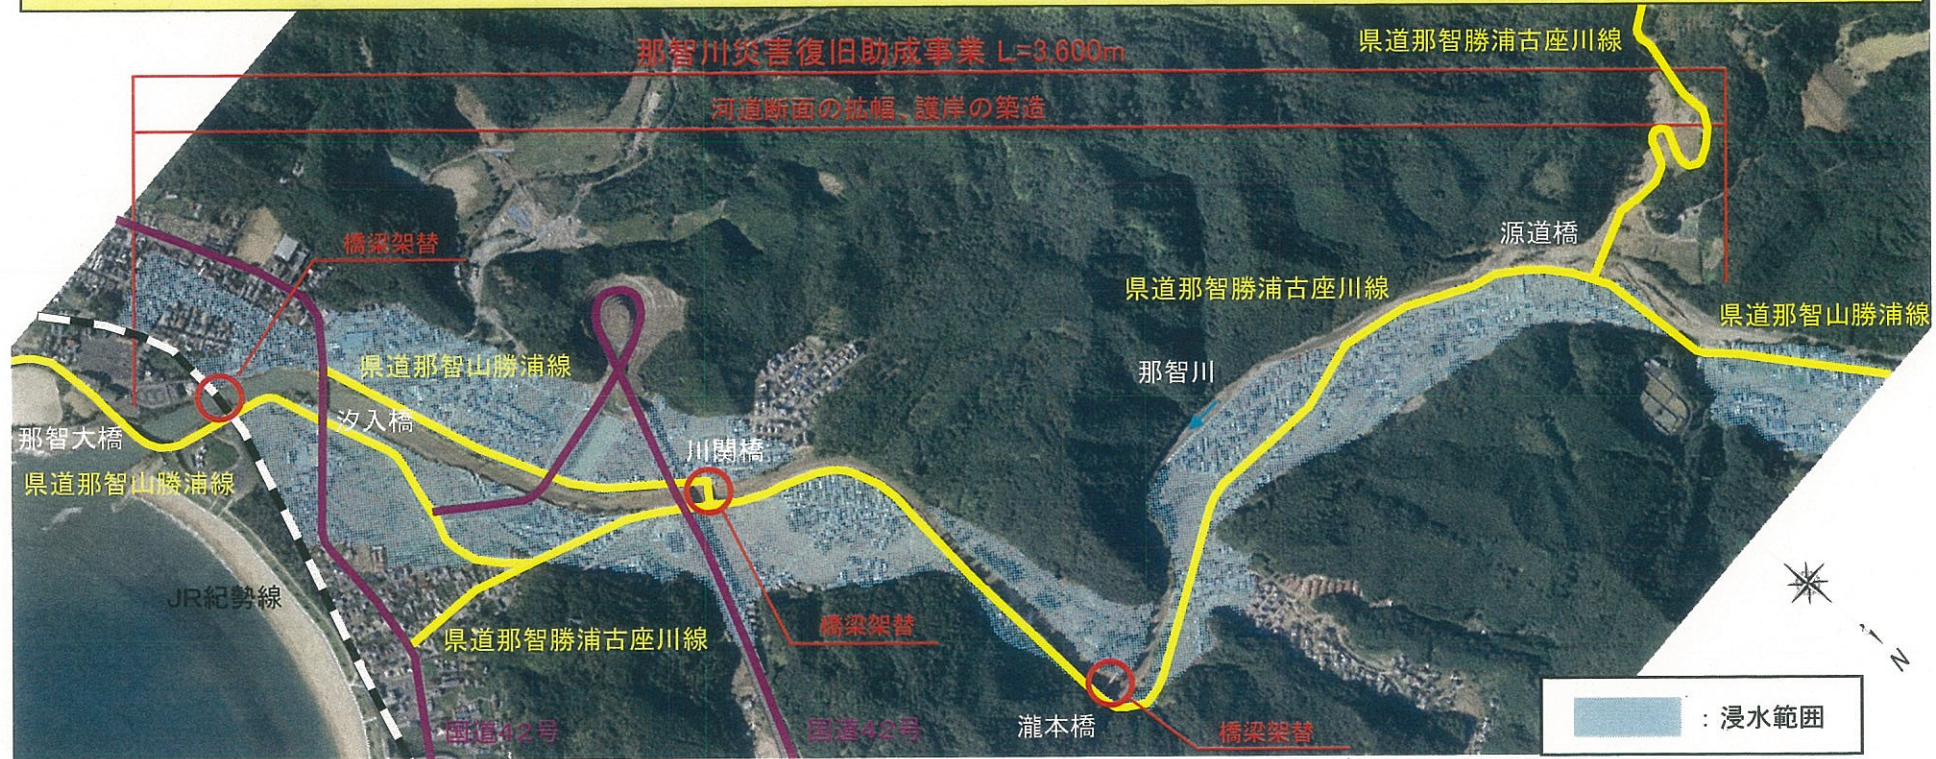 県道那智勝浦古座川線
那智川災害復旧助成事業 L=3,600m
河道断面の拡幅、護岸の築造
橋梁架替
源道橋
県道那智勝浦古座川線
県道那智山勝浦線
県道那智山勝浦線
那智川
汐入橋
那智大橋
川関橋
県道那智山勝浦線
JR紀勢線
橋梁架替
県道那智勝浦古座川線
国道42号
国道42号
瀧本橋
橋梁架替
N
：浸水範囲